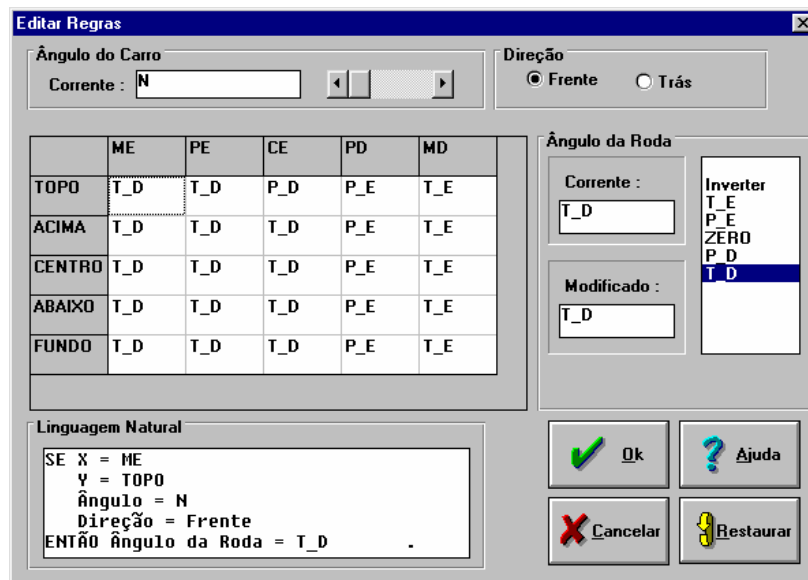 Editar Regras
Ângulo do Carro
Corrente : N
Direção
Frente Trás
ME PE CE PD MD
TOPO T_D T_D P_D P_E T_E
ACIMA T_D T_D T_D P_E T_E
CENTRO T_D T_D T_D P_E T_E
ABAIXO T_D T_D T_D P_E T_E
FUNDO T_D T_D T_D P_E T_E
Ângulo da Roda
Corrente :
T_D
Modificado :
T_D
Inverter
T_E
P_E
ZERO
P_D
T_D
Linguagem Natural
SE X = ME
Y = TOPO
Ângulo = N
Direção = Frente
ENTÃO Ângulo da Roda = T_D .
Ok
Ajuda
Cancelar
Restaurar